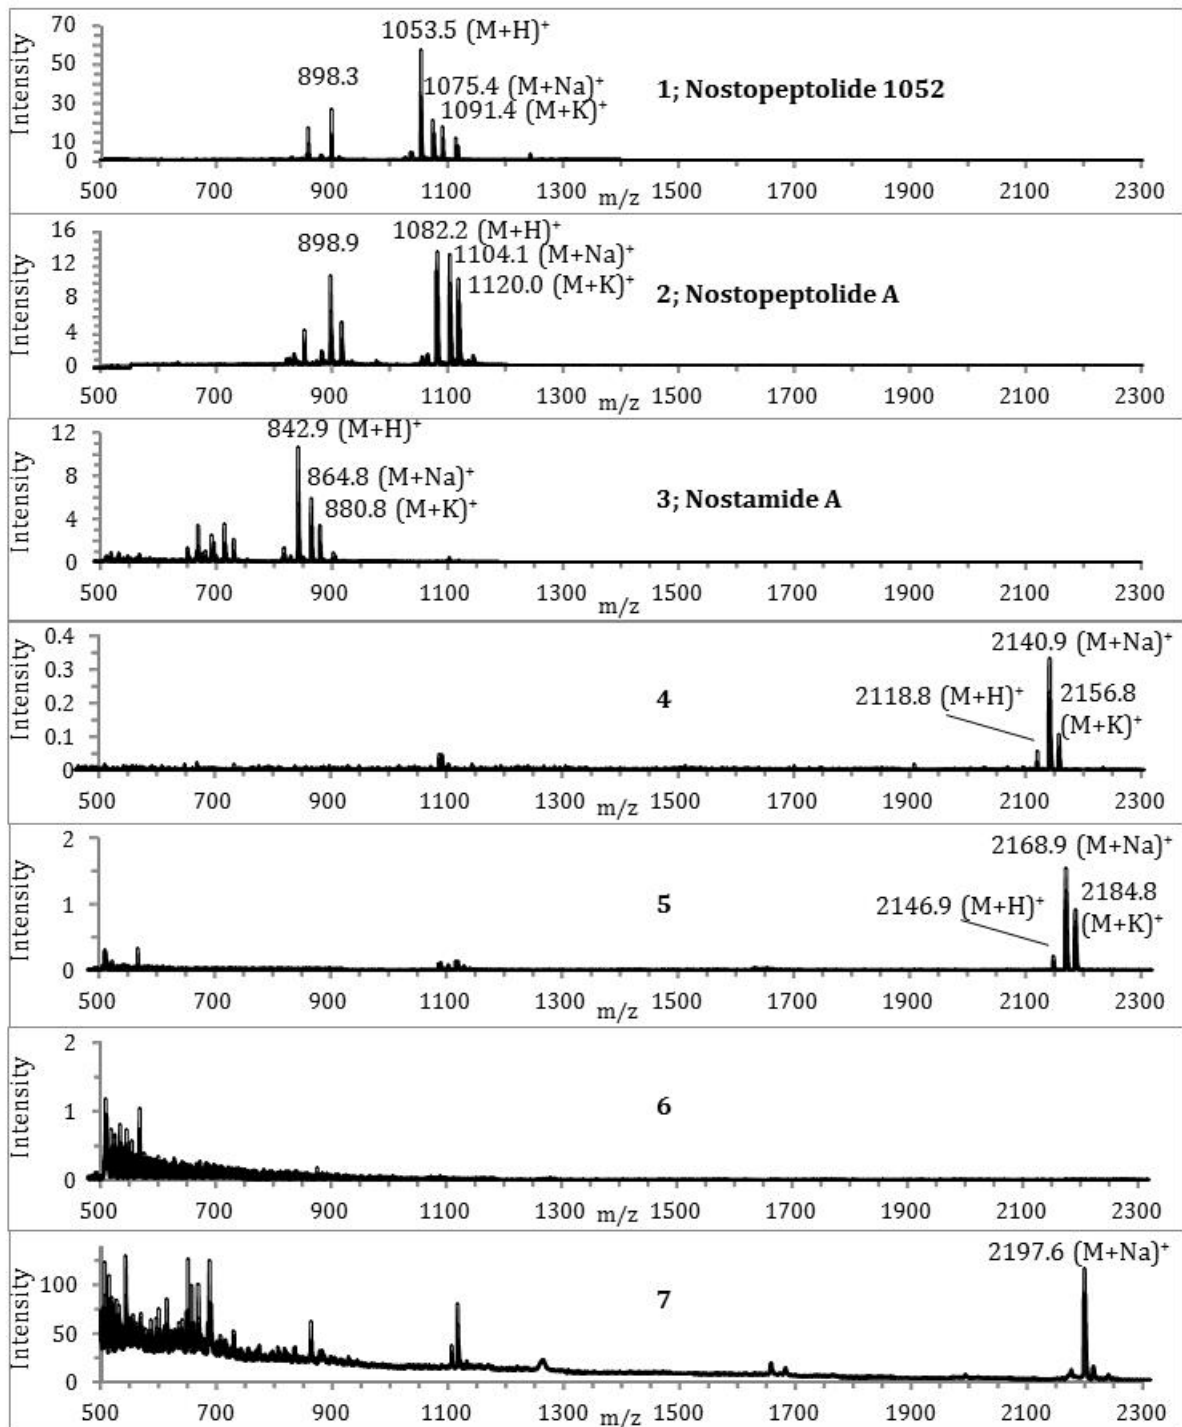 Intensity
70
50
30
10
0
1053.5 (M+H)⁺
898.3
1075.4 (M+Na)⁺
1091.4 (M+K)⁺
1; Nostopeptolide 1052
500 700 900 1100 1300 1500 1700 1900 2100 2300
m/z
Intensity
16
12
8
4
0
1082.2 (M+H)⁺
898.9
1104.1 (M+Na)⁺
1120.0 (M+K)⁺
2; Nostopeptolide A
500 700 900 1100 1300 1500 1700 1900 2100 2300
m/z
Intensity
12
8
4
0
842.9 (M+H)⁺
864.8 (M+Na)⁺
880.8 (M+K)⁺
3; Nostamide A
500 700 900 1100 1300 1500 1700 1900 2100 2300
m/z
Intensity
0.4
0.3
0.2
0.1
0
4
2140.9 (M+Na)⁺
2118.8 (M+H)⁺
2156.8
(M+K)⁺
500 700 900 1100 1300 1500 1700 1900 2100 2300
m/z
Intensity
2
1
0
5
2168.9 (M+Na)⁺
2146.9 (M+H)⁺
2184.8
(M+K)⁺
500 700 900 1100 1300 1500 1700 1900 2100 2300
m/z
Intensity
2
1
0
6
500 700 900 1100 1300 1500 1700 1900 2100 2300
m/z
Intensity
100
50
0
7
2197.6 (M+Na)⁺
500 700 900 1100 1300 1500 1700 1900 2100 2300
m/z